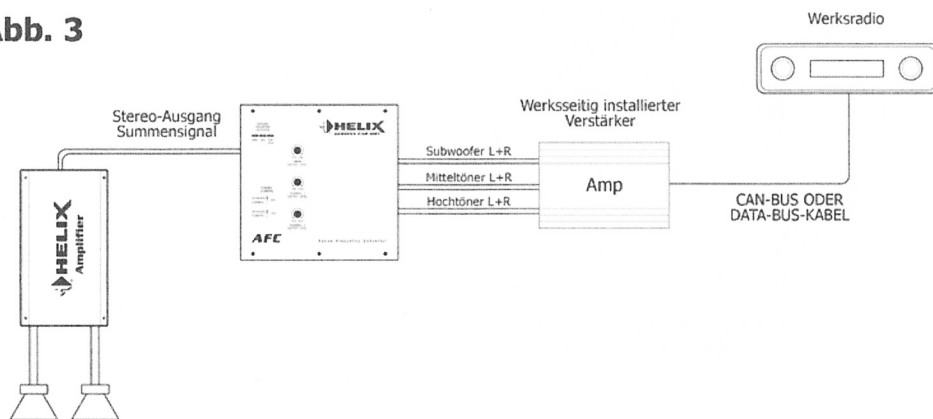 bb. 3
Werksradio
Stereo-Ausgang
Summensignal
HELIX
Werksseitig installierter
Verstärker
Subwoofer L+R
Mitteltöner L+R
Hochtöner L+R
Amp
CAN-BUS ODER
DATA-BUS-KABEL
AFC
HELIX
Amplifier